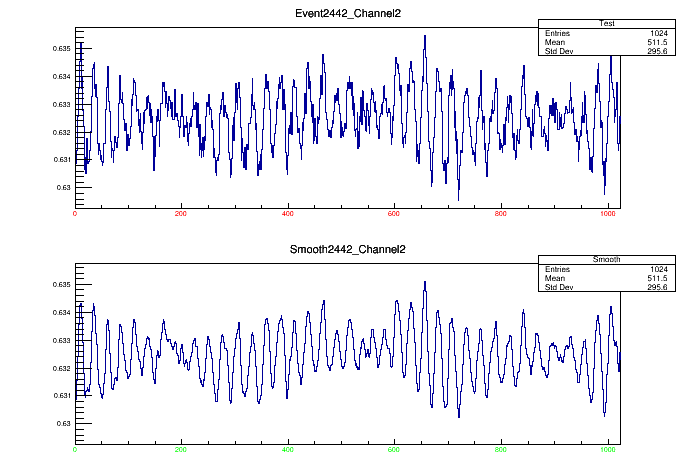 Event2442_Channel2
Test
Entries 1024
Mean 511.5
Std Dev 295.6
0.635
0.634
0.633
0.632
0.631
0.63
0 200 400 600 800 1000
Smooth2442_Channel2
Smooth
Entries 1024
Mean 511.5
Std Dev 295.6
0.635
0.634
0.633
0.632
0.631
0.63
0 200 400 600 800 1000